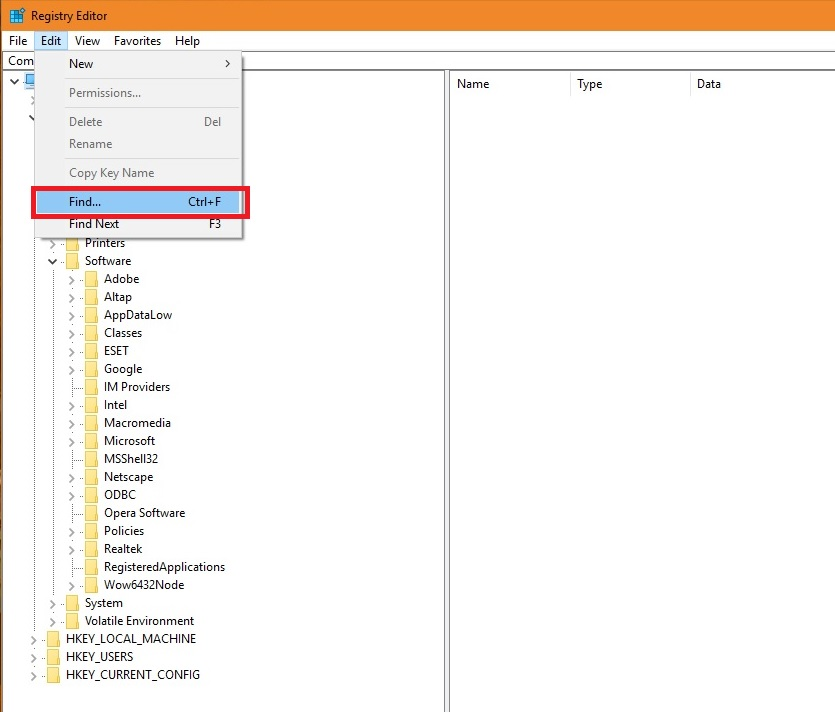 Registry Editor
File Edit View Favorites Help
Com
New
Permissions...
Delete Del
Rename
Copy Key Name
Find... Ctrl+F
Find Next F3
Name Type Data
Printers
Software
Adobe
Altap
AppDataLow
Classes
ESET
Google
IM Providers
Intel
Macromedia
Microsoft
MSShell32
Netscape
ODBC
Opera Software
Policies
Realtek
RegisteredApplications
Wow6432Node
System
Volatile Environment
HKEY_LOCAL_MACHINE
HKEY_USERS
HKEY_CURRENT_CONFIG